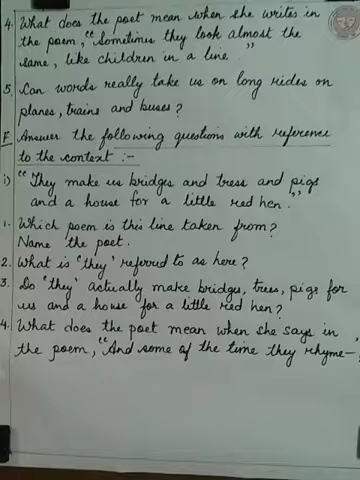 4. What does the poet mean when she writes in
the poem, "Sometimes they look almost the
same, like children in a line."
5. Can words really take us on long rides on
planes, trains and buses?
F. Answer the following questions with reference
to the context :-
i) "They make us bridges and tress and pigs
and a house for a little red hen."
1. Which poem is this line taken from?
Name the poet.
2. What is 'they' referred to as here?
3. Do 'they' actually make bridges, trees, pigs for
us and a house for a little red hen?
4. What does the poet mean when she says in
the poem, "And some of the time they rhyme-,